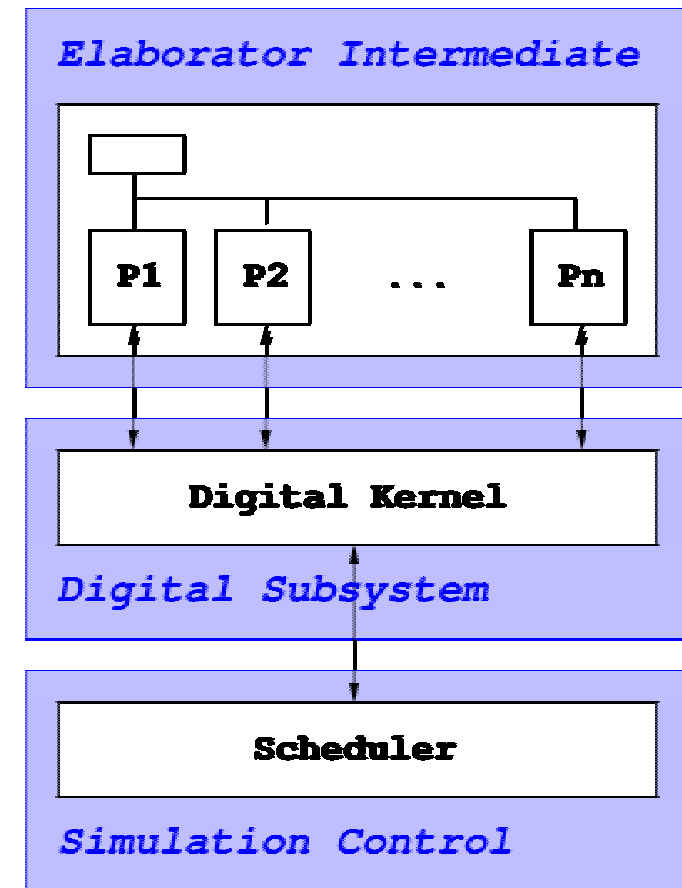 Elaborator Intermediate
P1 P2 ... Pn
Digital Kernel
Digital Subsystem
Scheduler
Simulation Control